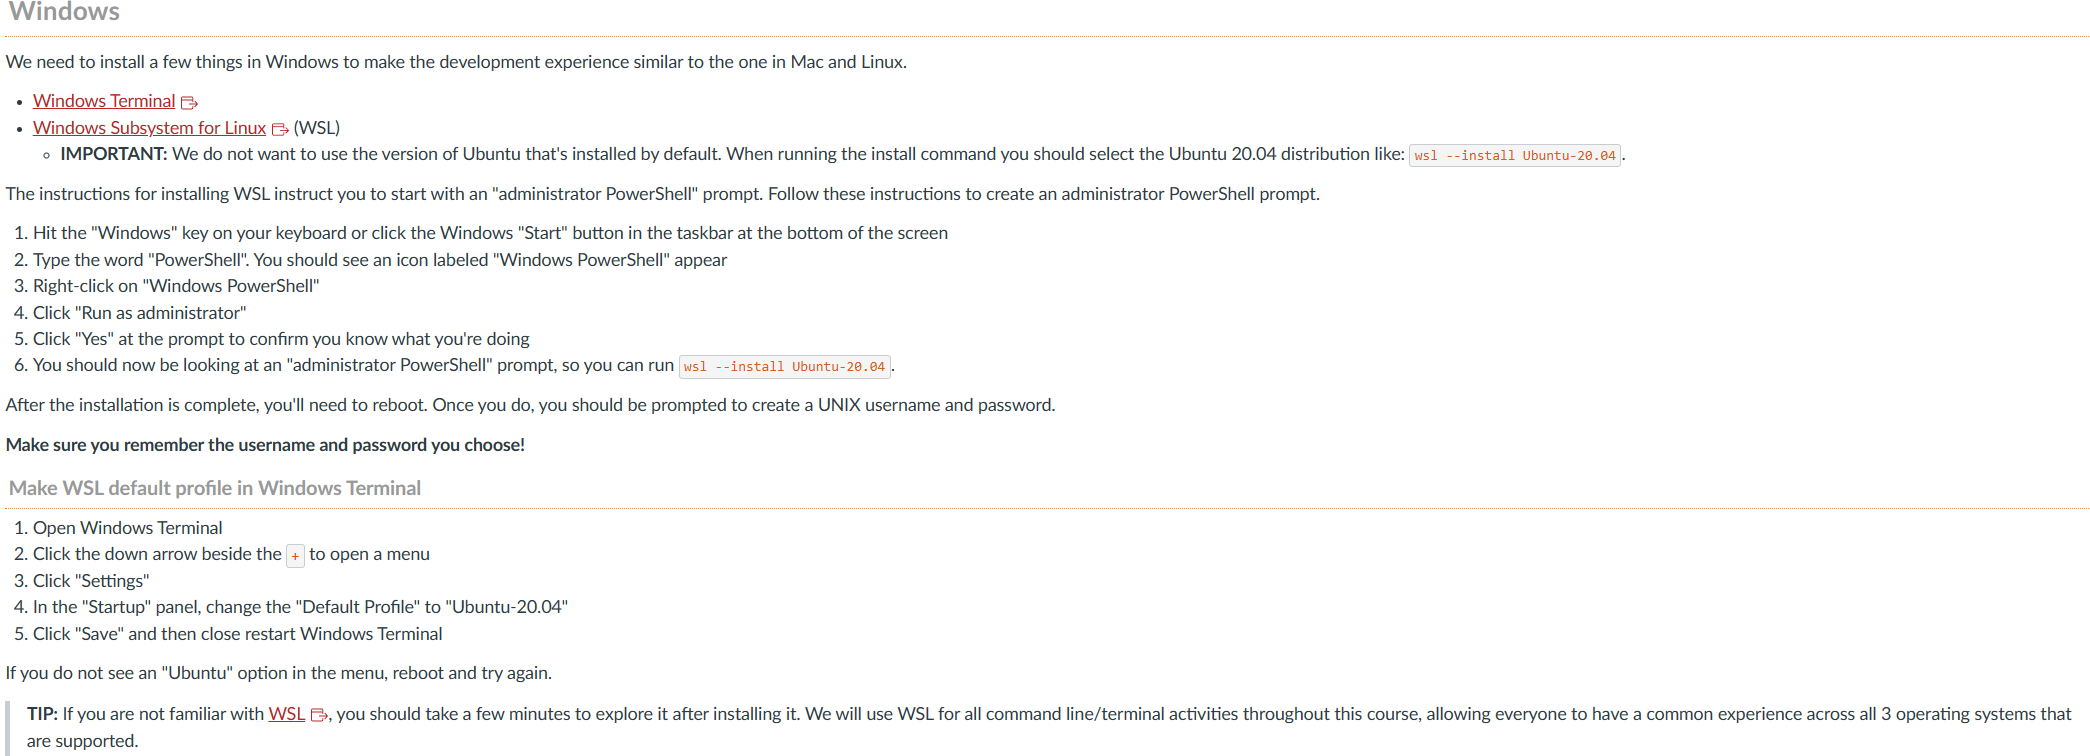 Windows
We need to install a few things in Windows to make the development experience similar to the one in Mac and Linux.
• Windows Terminal
• Windows Subsystem for Linux (WSL)
◦ IMPORTANT: We do not want to use the version of Ubuntu that's installed by default. When running the install command you should select the Ubuntu 20.04 distribution like: wsl --install Ubuntu-20.04.
The instructions for installing WSL instruct you to start with an "administrator PowerShell" prompt. Follow these instructions to create an administrator PowerShell prompt.
1. Hit the "Windows" key on your keyboard or click the Windows "Start" button in the taskbar at the bottom of the screen
2. Type the word "PowerShell". You should see an icon labeled "Windows PowerShell" appear
3. Right-click on "Windows PowerShell"
4. Click "Run as administrator"
5. Click "Yes" at the prompt to confirm you know what you're doing
6. You should now be looking at an "administrator PowerShell" prompt, so you can run wsl --install Ubuntu-20.04.
After the installation is complete, you'll need to reboot. Once you do, you should be prompted to create a UNIX username and password.
Make sure you remember the username and password you choose!
Make WSL default profile in Windows Terminal
1. Open Windows Terminal
2. Click the down arrow beside the + to open a menu
3. Click "Settings"
4. In the "Startup" panel, change the "Default Profile" to "Ubuntu-20.04"
5. Click "Save" and then close restart Windows Terminal
If you do not see an "Ubuntu" option in the menu, reboot and try again.
TIP: If you are not familiar with WSL, you should take a few minutes to explore it after installing it. We will use WSL for all command line/terminal activities throughout this course, allowing everyone to have a common experience across all 3 operating systems that
are supported.